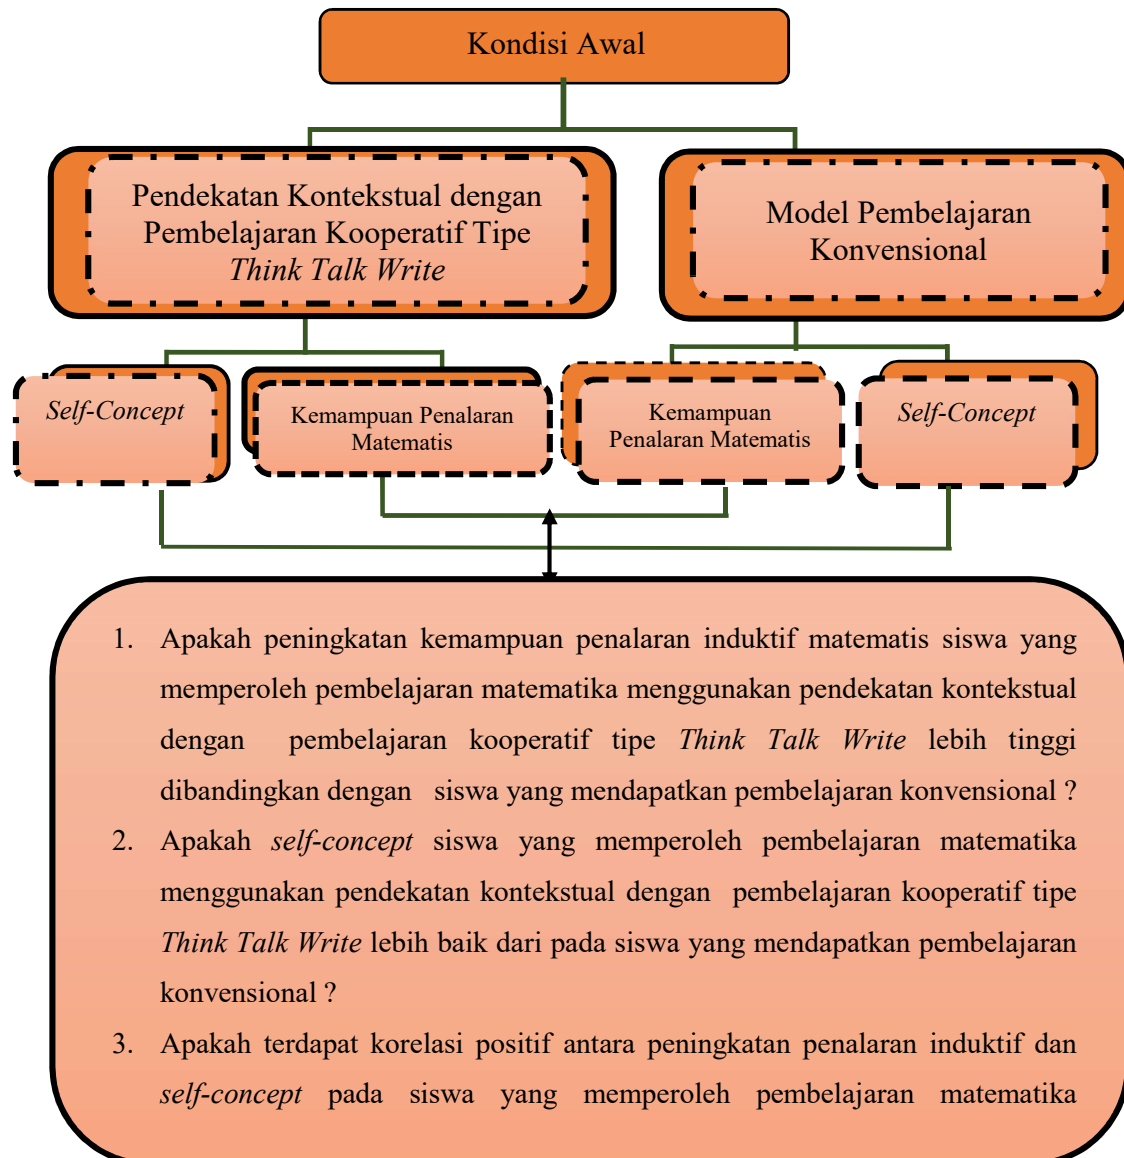 Kondisi Awal
Pendekatan Kontekstual dengan
Pembelajaran Kooperatif Tipe
Think Talk Write
Model Pembelajaran
Konvensional
Self-Concept
Kemampuan Penalaran
Matematis
Kemampuan
Penalaran Matematis
Self-Concept
1. Apakah peningkatan kemampuan penalaran induktif matematis siswa yang
memperoleh pembelajaran matematika menggunakan pendekatan kontekstual
dengan pembelajaran kooperatif tipe Think Talk Write lebih tinggi
dibandingkan dengan siswa yang mendapatkan pembelajaran konvensional ?
2. Apakah self-concept siswa yang memperoleh pembelajaran matematika
menggunakan pendekatan kontekstual dengan pembelajaran kooperatif tipe
Think Talk Write lebih baik dari pada siswa yang mendapatkan pembelajaran
konvensional ?
3. Apakah terdapat korelasi positif antara peningkatan penalaran induktif dan
self-concept pada siswa yang memperoleh pembelajaran matematika